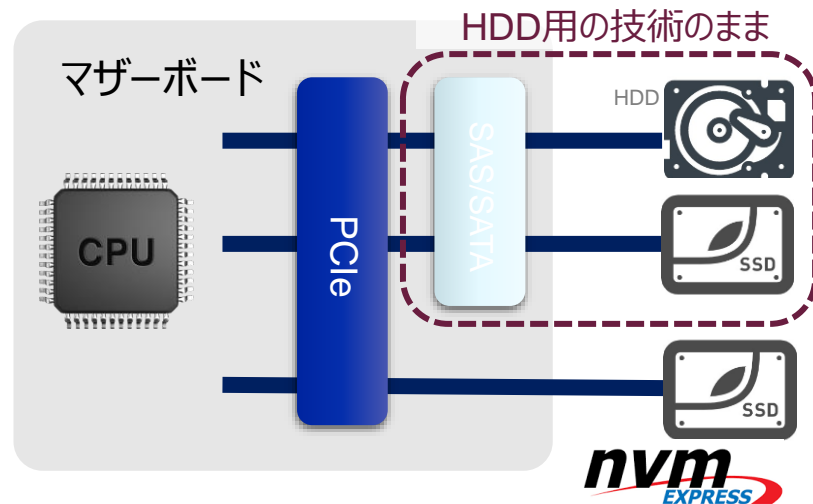 HDD用の技術のまま
マザーボード
HDD
SAS/SATA
CPU
PCIe
SSD
SSD
nvm
EXPRESS